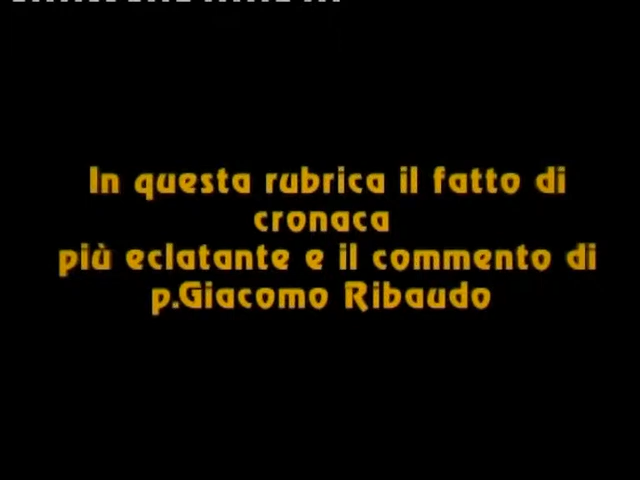 In questa rubrica il fatto di
cronaca
più eclatante e il commento di
p.Giacomo Ribaudo